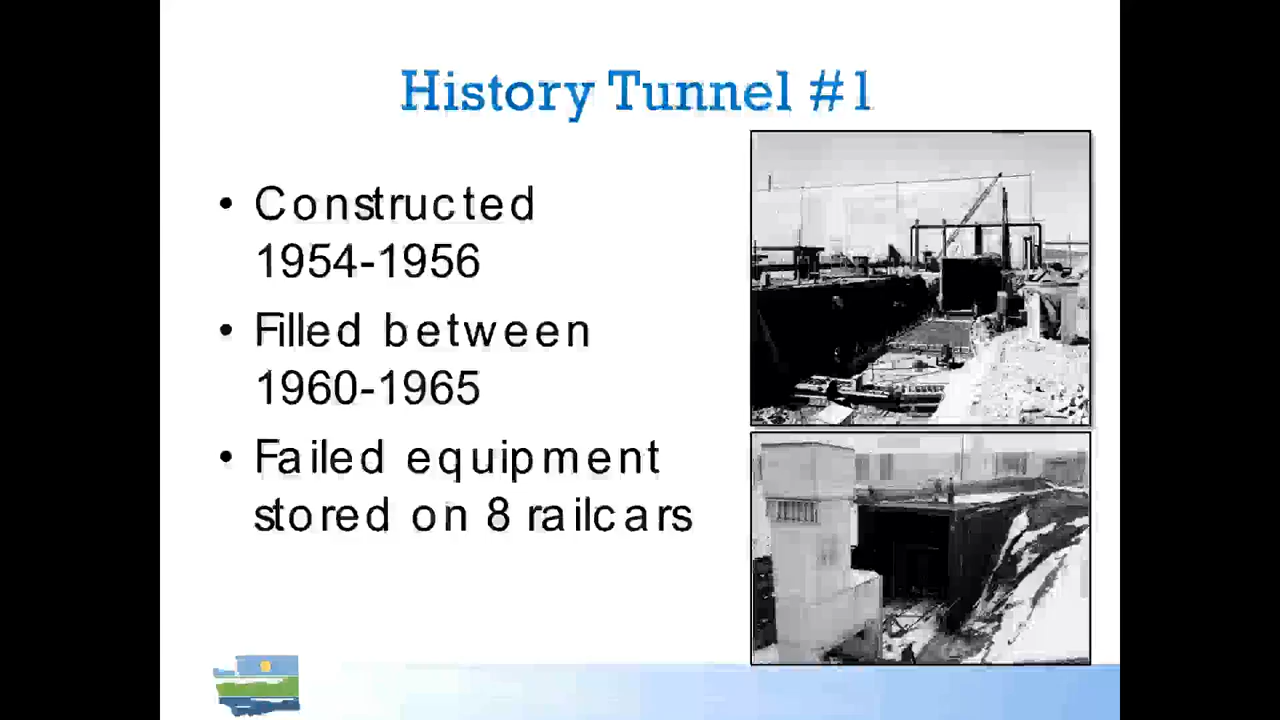 History Tunnel #1
• Constructed
1954-1956
• Filled between
1960-1965
• Failed equipment
stored on 8 railcars